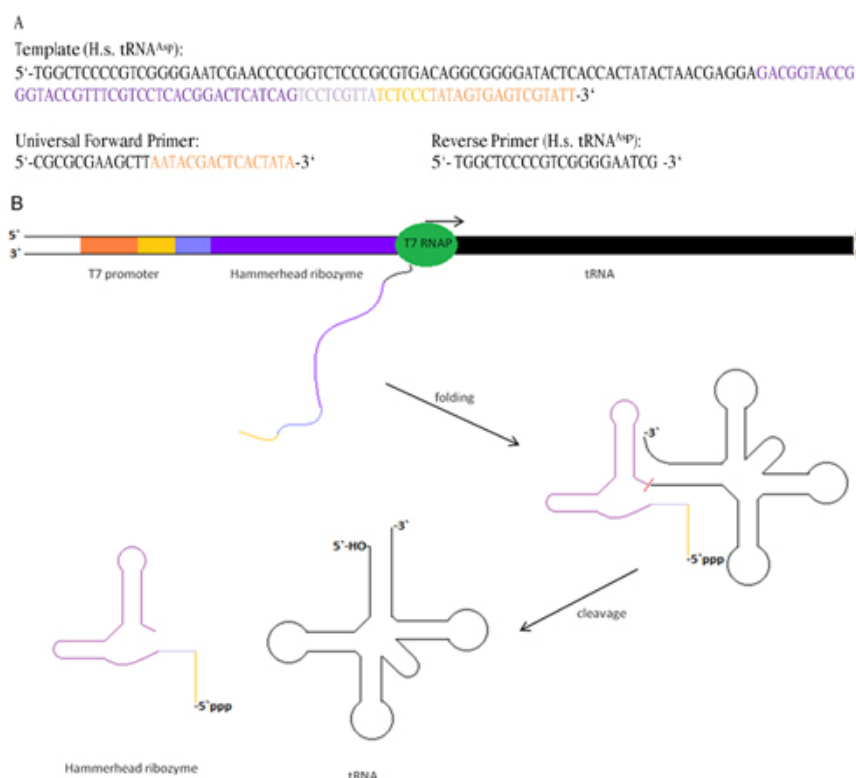 A
Template (H.s. tRNAAsp):
5'-TGGCTCCCCGTCGGGGAATCGAACCCCGGTCTCCCGCGTGACAGGCGGGGATACTCACCACTATACTAACGAGGAGACGGTACCG
GGTACCGTTTCGTCCTCACGGACTCATCAGTCCTCGTTATCTCCCTATAGTGAGTCGTATT-3'
Universal Forward Primer:
5'-CGCGCGAAGCTTAATACGACTCACTATA-3'
Reverse Primer (H.s. tRNAAsp):
5'- TGGCTCCCCGTCGGGGAATCG -3'
B
5`
3`
T7 RNAP
T7 promoter
Hammerhead ribozyme
tRNA
folding
-3`
-5`ppp
cleavage
5`-HO
-3`
-5`ppp
Hammerhead ribozyme
tRNA